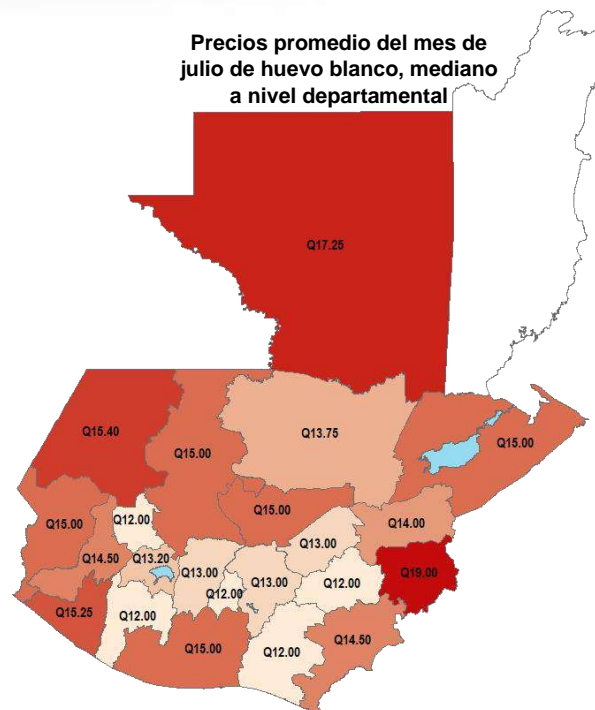 Precios promedio del mes de
julio de huevo blanco, mediano
a nivel departamental
Q17.25
Q15.40
Q15.00
Q13.75
Q15.00
Q15.00
Q12.00
Q15.00
Q14.00
Q14.50
Q13.20
Q13.00
Q13.00
Q12.00
Q13.00
Q12.00
Q19.00
Q15.25
Q12.00
Q15.00
Q12.00
Q14.50